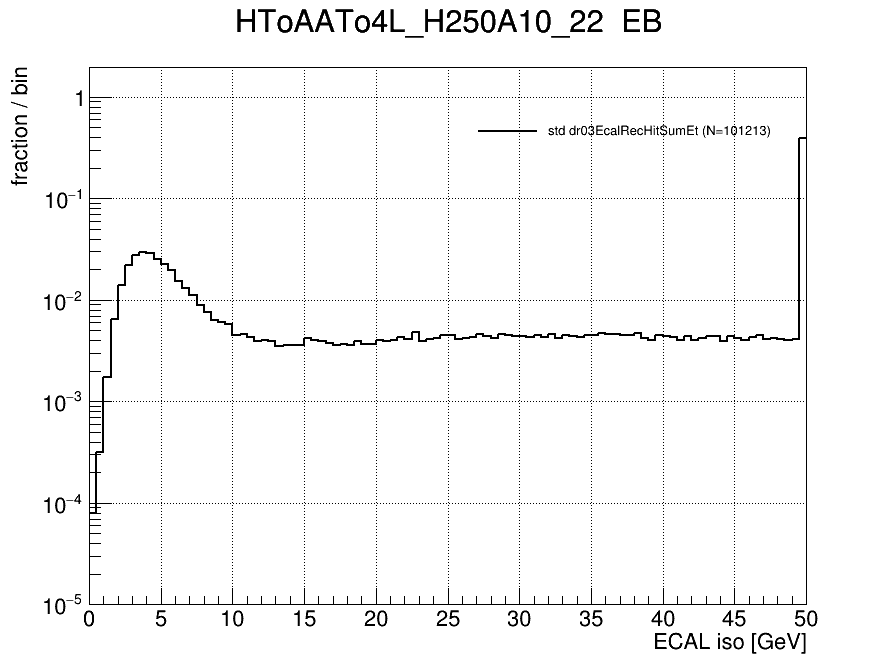 HToAATo4L_H250A10_22 EB
fraction / bin
std dr03EcalRecHitSumEt (N=101213)
1
10−1
10−2
10−3
10−4
10−5
0 5 10 15 20 25 30 35 40 45 50
ECAL iso [GeV]